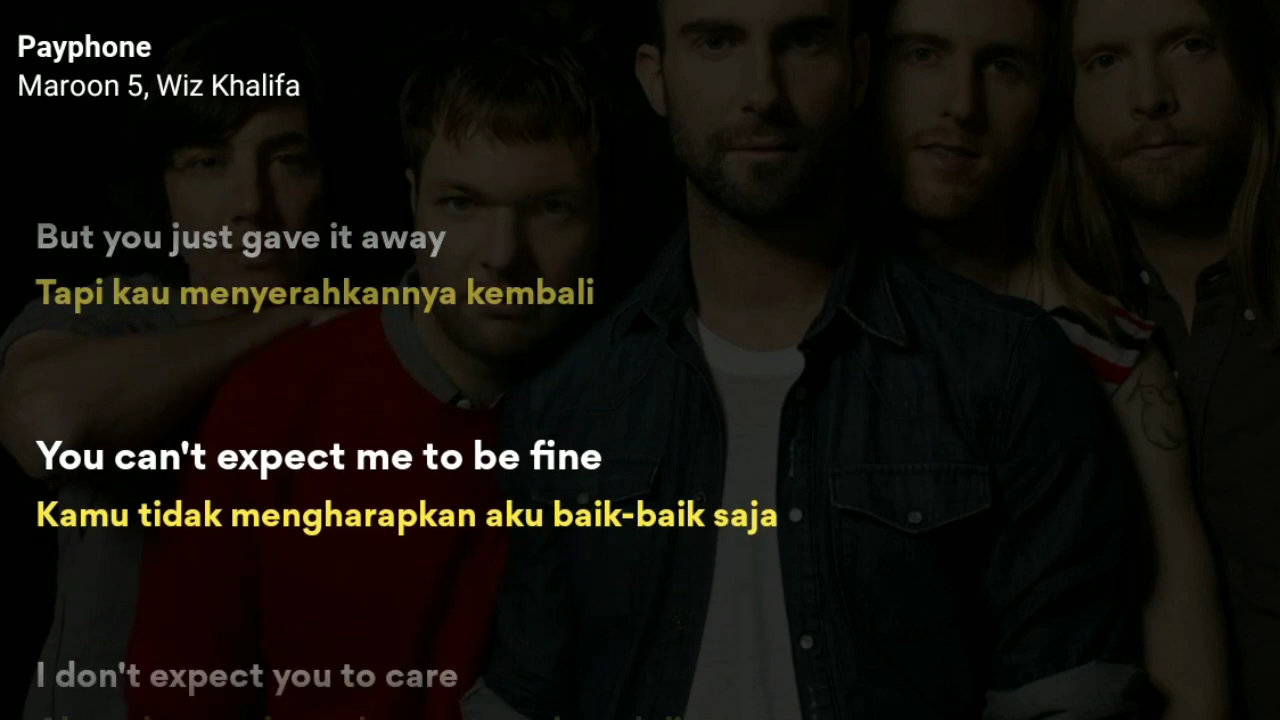 Payphone
Maroon 5, Wiz Khalifa
But you just gave it away
Tapi kau menyerahkannya kembali
You can't expect me to be fine
Kamu tidak mengharapkan aku baik-baik saja
I don't expect you to care